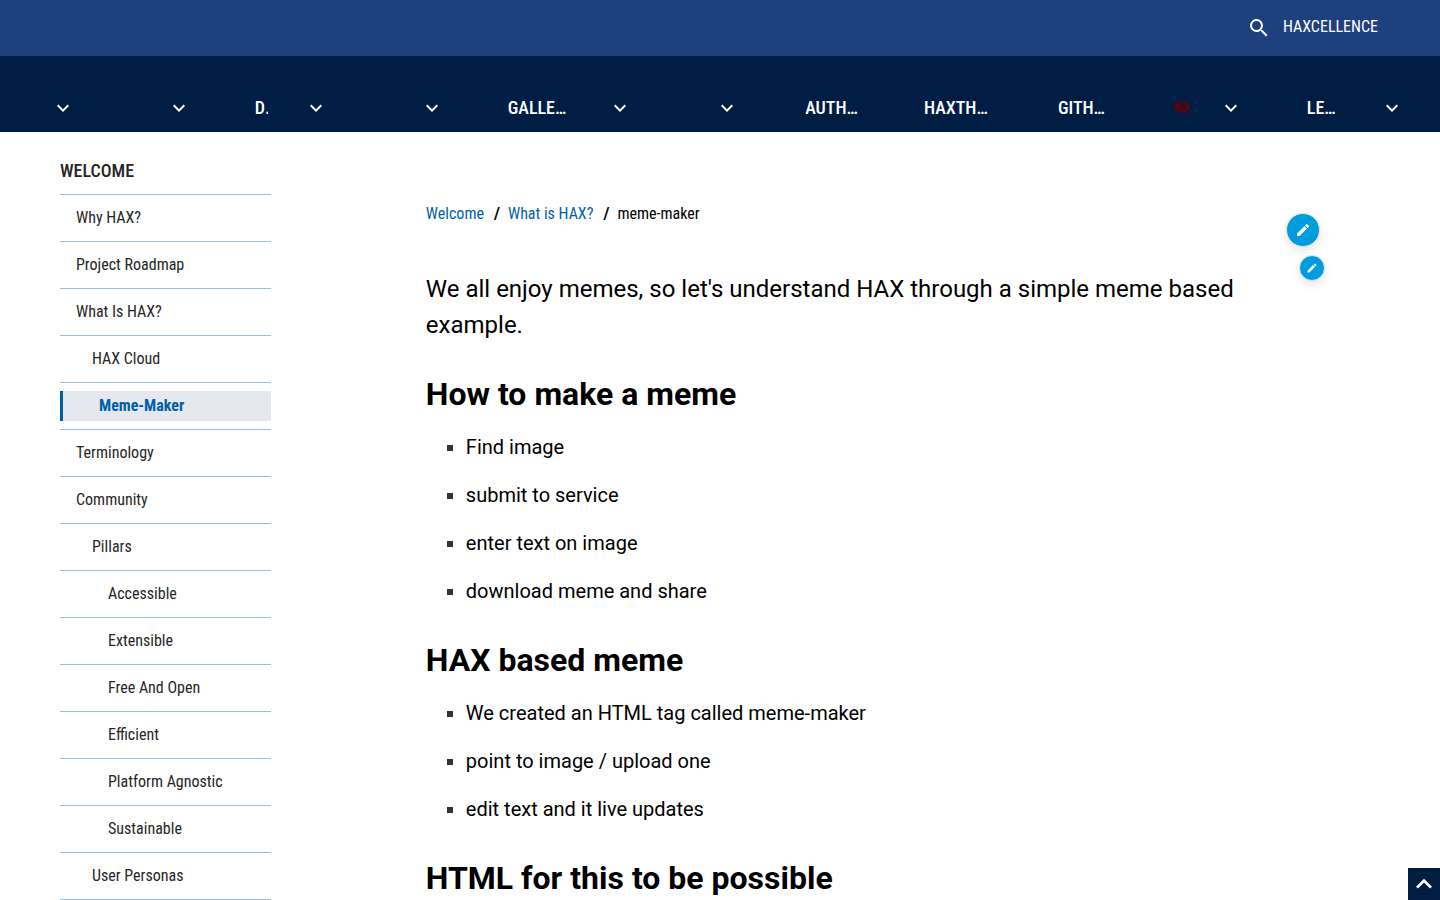 HAXCELLENCE
D. GALLE... AUTH... HAXTH... GITH... LE...
WELCOME
Why HAX?
Project Roadmap
What Is HAX?
HAX Cloud
Meme-Maker
Terminology
Community
Pillars
Accessible
Extensible
Free And Open
Efficient
Platform Agnostic
Sustainable
User Personas
Welcome / What is HAX? / meme-maker
We all enjoy memes, so let's understand HAX through a simple meme based
example.
How to make a meme
Find image
submit to service
enter text on image
download meme and share
HAX based meme
We created an HTML tag called meme-maker
point to image / upload one
edit text and it live updates
HTML for this to be possible